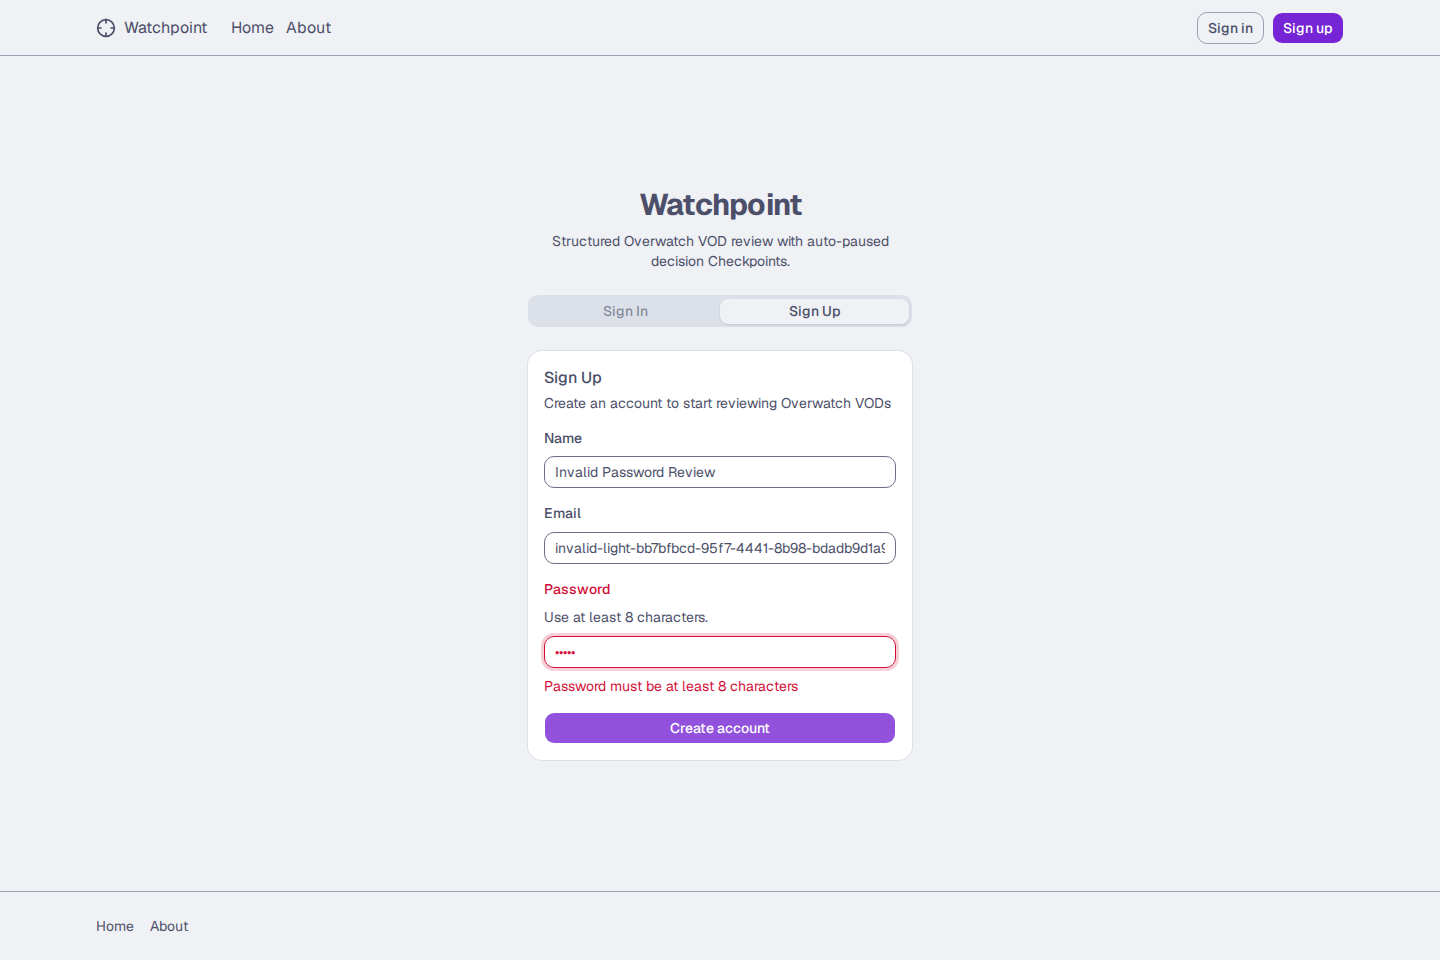 Watchpoint Home About Sign in Sign up
Watchpoint
Structured Overwatch VOD review with auto-paused
decision Checkpoints.
Sign In Sign Up
Sign Up
Create an account to start reviewing Overwatch VODs
Name
Invalid Password Review
Email
invalid-light-bb7bfbcd-95f7-4441-8b98-bdadb9d1a9
Password
Use at least 8 characters.
•••••
Password must be at least 8 characters
Create account
Home About